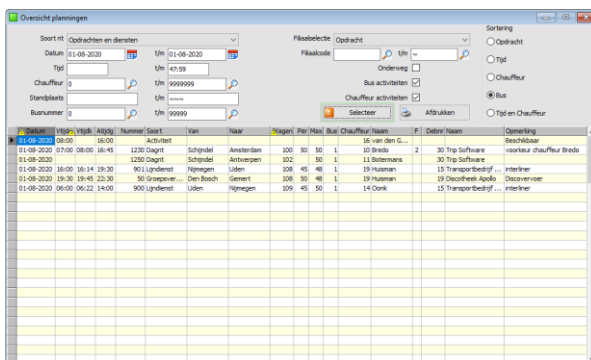 Overzicht planningen
Soort rit Opdrachten en diensten
Datum 01-08-2020 t/m 01-08-2020
Tijd t/m 47:59
Chauffeur 0 t/m 9999999
Standplaats t/m ~~~~
Busnummer 0 t/m 99999
Filiaalselectie Opdracht
Filiaalcode t/m ~
Onderweg
Bus activiteiten
Chauffeur activiteiten
Selecteer Afdrukken
Sortering
Opdracht
Tijd
Chauffeur
Bus
Tijd en Chauffeur
Datum Vtijd Vtijdk Atijdg Nummer Soort Van Naar Wagen Per Max Bus Chauffeur Naam F Debnr Naam Opmerking
01-08-2020 08:00 16:00 Activiteit 16 van den G... Beschikbaar
01-08-2020 07:00 08:00 16:45 1230 Dagrit Schijndel Amsterdam 100 50 50 1 10 Breda 2 30 Trip Software voorkeur chauffeur Bredo
01-08-2020 1250 Dagrit Schijndel Antwerpen 102 50 1 11 Botermans 30 Trip Software
01-08-2020 16:00 16:14 19:30 901 Lijndienst Nijmegen Uden 108 45 48 1 19 Huisman 15 Transportbedrijf ... interliner
01-08-2020 19:30 19:45 22:30 50 Groepsver... Den Bosch Gemert 108 50 48 1 19 Huisman 19 Discotheek Apollo Discovervoer
01-08-2020 06:00 06:22 14:00 900 Lijndienst Uden Nijmegen 109 45 50 1 14 Oonk 15 Transportbedrijf ... interliner